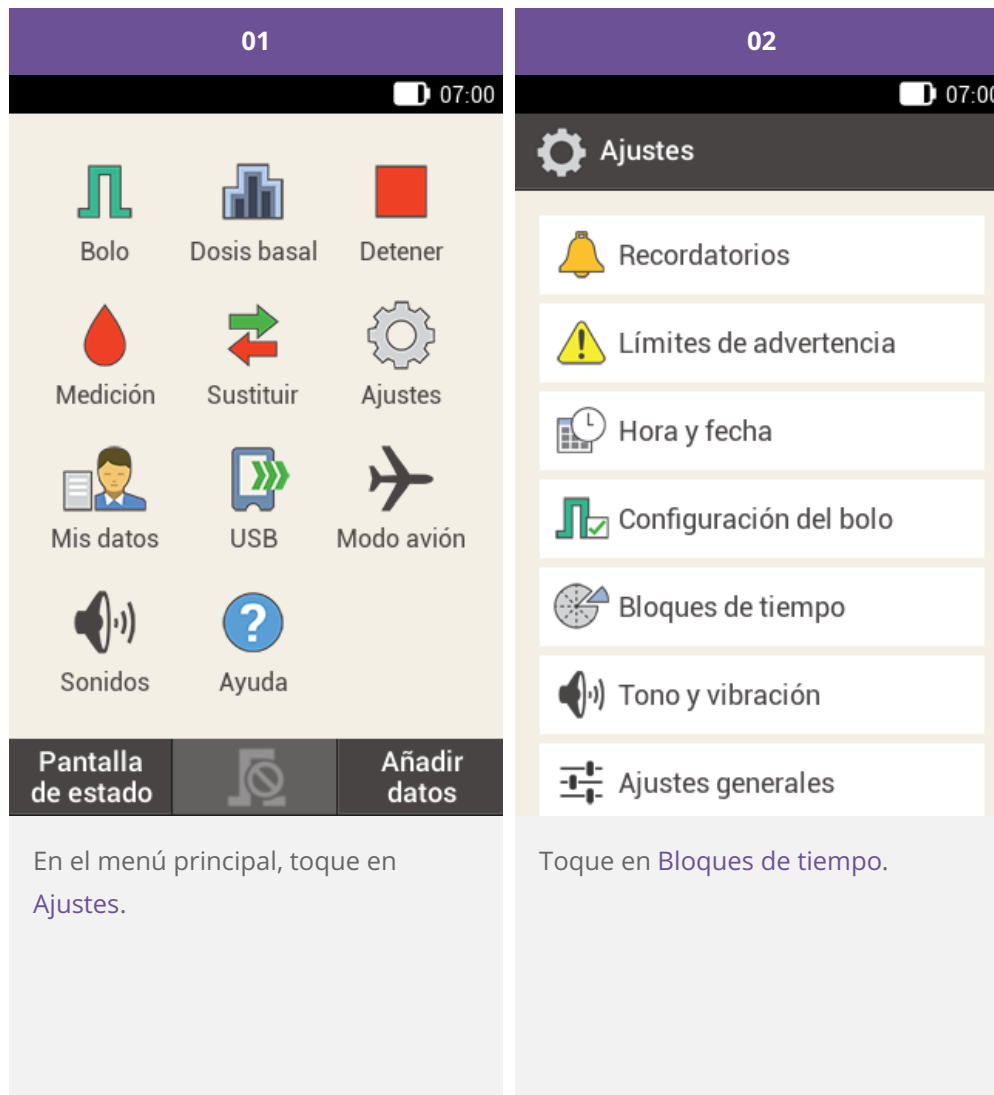 01
07:00
Bolo
Dosis basal
Detener
Medición
Sustituir
Ajustes
Mis datos
USB
Modo avión
Sonidos
Ayuda
Pantalla
de estado
Añadir
datos
En el menú principal, toque en
Ajustes.
02
07:00
Ajustes
Recordatorios
Límites de advertencia
Hora y fecha
Configuración del bolo
Bloques de tiempo
Tono y vibración
Ajustes generales
Toque en Bloques de tiempo.